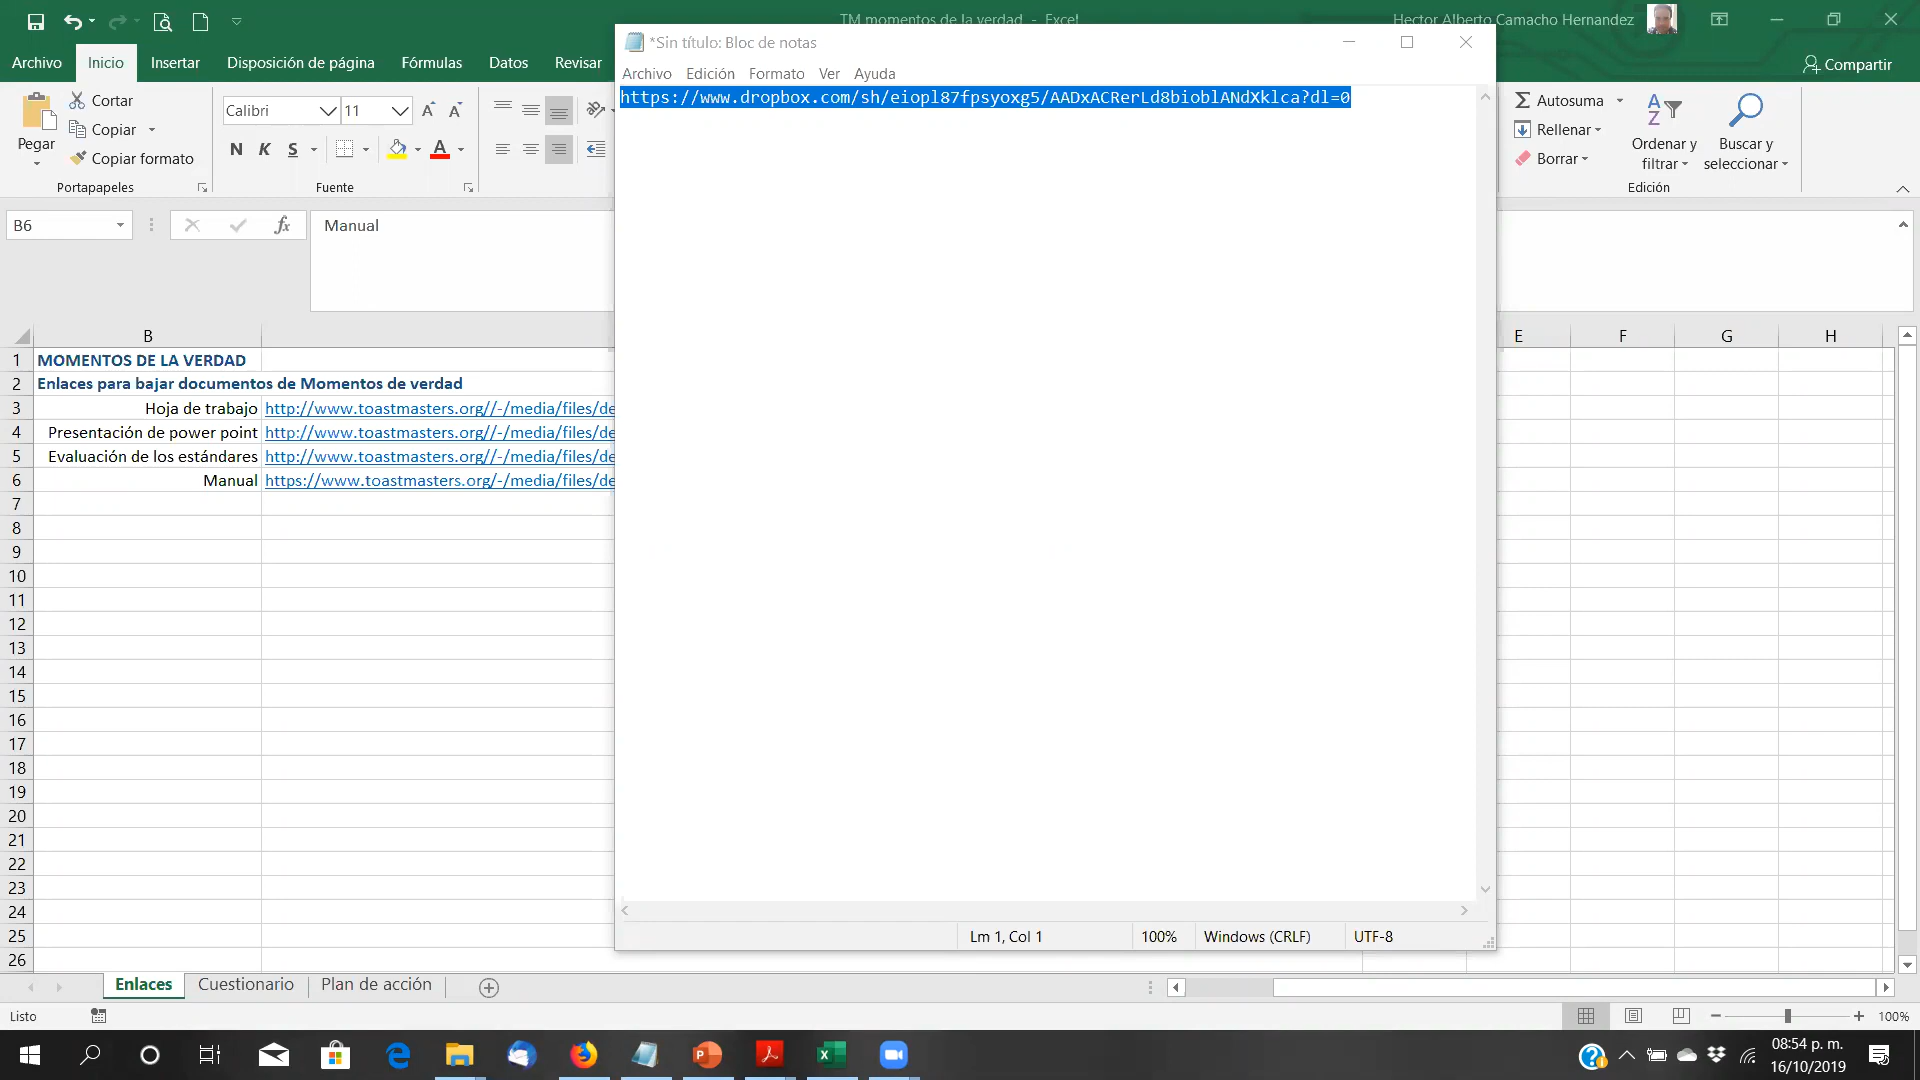 TM momentos de la verdad - Excel
Hector Alberto Camacho Hernandez
*Sin título: Bloc de notas
Archivo Inicio Insertar Disposición de página Fórmulas Datos Revisar
Compartir
Archivo Edición Formato Ver Ayuda
https://www.dropbox.com/sh/eiopl87fpsyoxg5/AADxACRerLd8bioblANdXklca?dl=0
Pegar
Cortar
Copiar
Copiar formato
Portapapeles
Calibri 11
N K S
Fuente
Autosuma
Rellenar
Borrar
Ordenar y filtrar
Buscar y seleccionar
Edición
B6
fx
Manual
B E F G H
1 MOMENTOS DE LA VERDAD
2 Enlaces para bajar documentos de Momentos de verdad
3 Hoja de trabajo http://www.toastmasters.org//-/media/files/de
4 Presentación de power point http://www.toastmasters.org//-/media/files/de
5 Evaluación de los estándares http://www.toastmasters.org//-/media/files/de
6 Manual https://www.toastmasters.org/-/media/files/de
7
8
9
10
11
12
13
14
15
16
17
18
19
20
21
22
23
24
25
26
Lm 1, Col 1 100% Windows (CRLF) UTF-8
Enlaces Cuestionario Plan de acción
Listo
100%
08:54 p. m.
16/10/2019